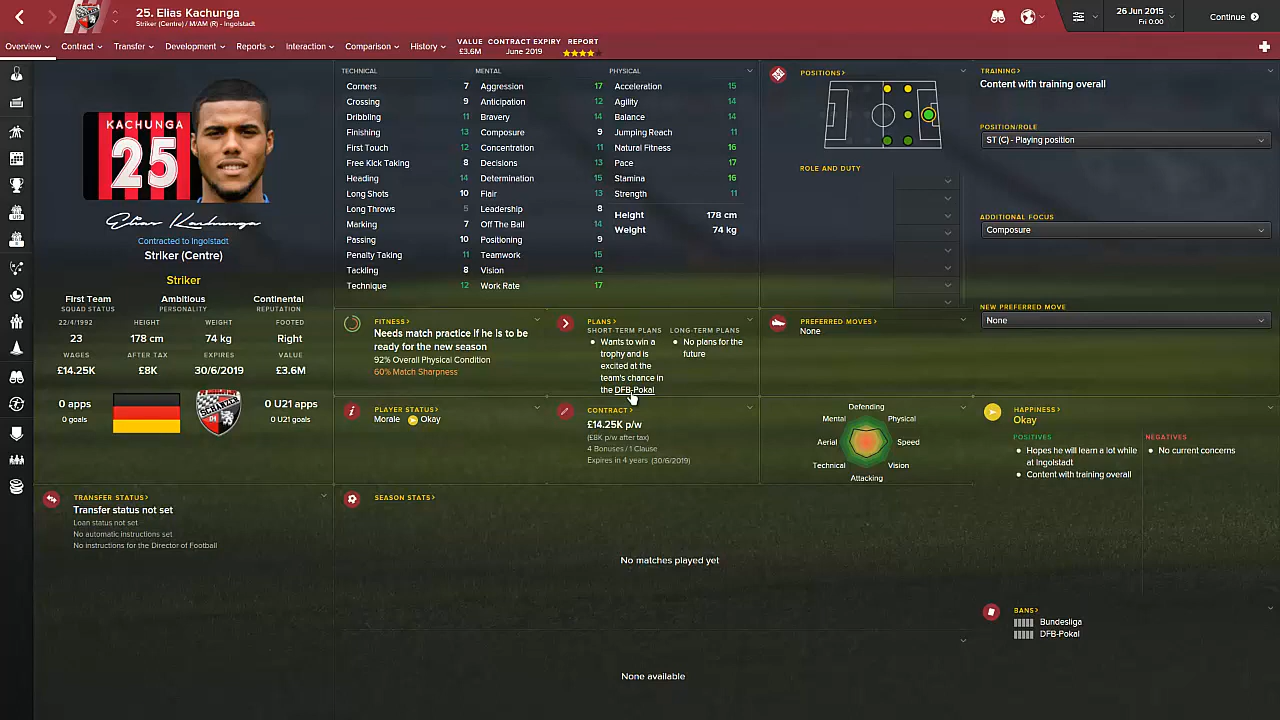 25. Elias Kachunga
Striker (Centre) / M/AM (R) - Ingolstadt
26 Jun 2015
Fri 0:00
Continue
Overview
Contract
Transfer
Development
Reports
Interaction
Comparison
History
VALUE
£3.6M
CONTRACT EXPIRY
June 2019
REPORT
KACHUNGA
25
Elias Kachunga
Contracted to Ingolstadt
Striker (Centre)
Striker
First Team
SQUAD STATUS
Ambitious
PERSONALITY
Continental
REPUTATION
22/4/1992
23
HEIGHT
178 cm
WEIGHT
74 kg
FOOTED
Right
WAGES
£14.25K
AFTER TAX
£8K
EXPIRES
30/6/2019
VALUE
£3.6M
0 apps
0 goals
0 U21 apps
0 U21 goals
TECHNICAL
Corners 7
Crossing 9
Dribbling 11
Finishing 13
First Touch 12
Free Kick Taking 8
Heading 14
Long Shots 10
Long Throws 5
Marking 7
Passing 10
Penalty Taking 11
Tackling 8
Technique 12
MENTAL
Aggression 17
Anticipation 12
Bravery 14
Composure 9
Concentration 11
Decisions 13
Determination 15
Flair 13
Leadership 8
Off The Ball 14
Positioning 9
Teamwork 15
Vision 12
Work Rate 17
PHYSICAL
Acceleration 15
Agility 14
Balance 14
Jumping Reach 11
Natural Fitness 16
Pace 17
Stamina 16
Strength 11
Height 178 cm
Weight 74 kg
POSITIONS>
ROLE AND DUTY
TRAINING>
Content with training overall
POSITION/ROLE
ST (C) - Playing position
ADDITIONAL FOCUS
Composure
NEW PREFERRED MOVE
None
FITNESS>
Needs match practice if he is to be
ready for the new season
92% Overall Physical Condition
60% Match Sharpness
PLANS>
SHORT-TERM PLANS
Wants to win a
trophy and is
excited at the
team's chance in
the DFB-Pokal
LONG-TERM PLANS
No plans for the
future
PREFERRED MOVES>
None
PLAYER STATUS>
Morale Okay
CONTRACT>
£14.25K p/w
(£8K p/w after tax)
4 Bonuses / 1 Clause
Expires in 4 years (30/6/2019)
Defending
Mental
Physical
Aerial
Speed
Technical
Vision
Attacking
HAPPINESS>
Okay
POSITIVES
Hopes he will learn a lot while
at Ingolstadt
Content with training overall
NEGATIVES
No current concerns
TRANSFER STATUS>
Transfer status not set
Loan status not set
No automatic instructions set
No instructions for the Director of Football
SEASON STATS>
No matches played yet
None available
BANS>
Bundesliga
DFB-Pokal